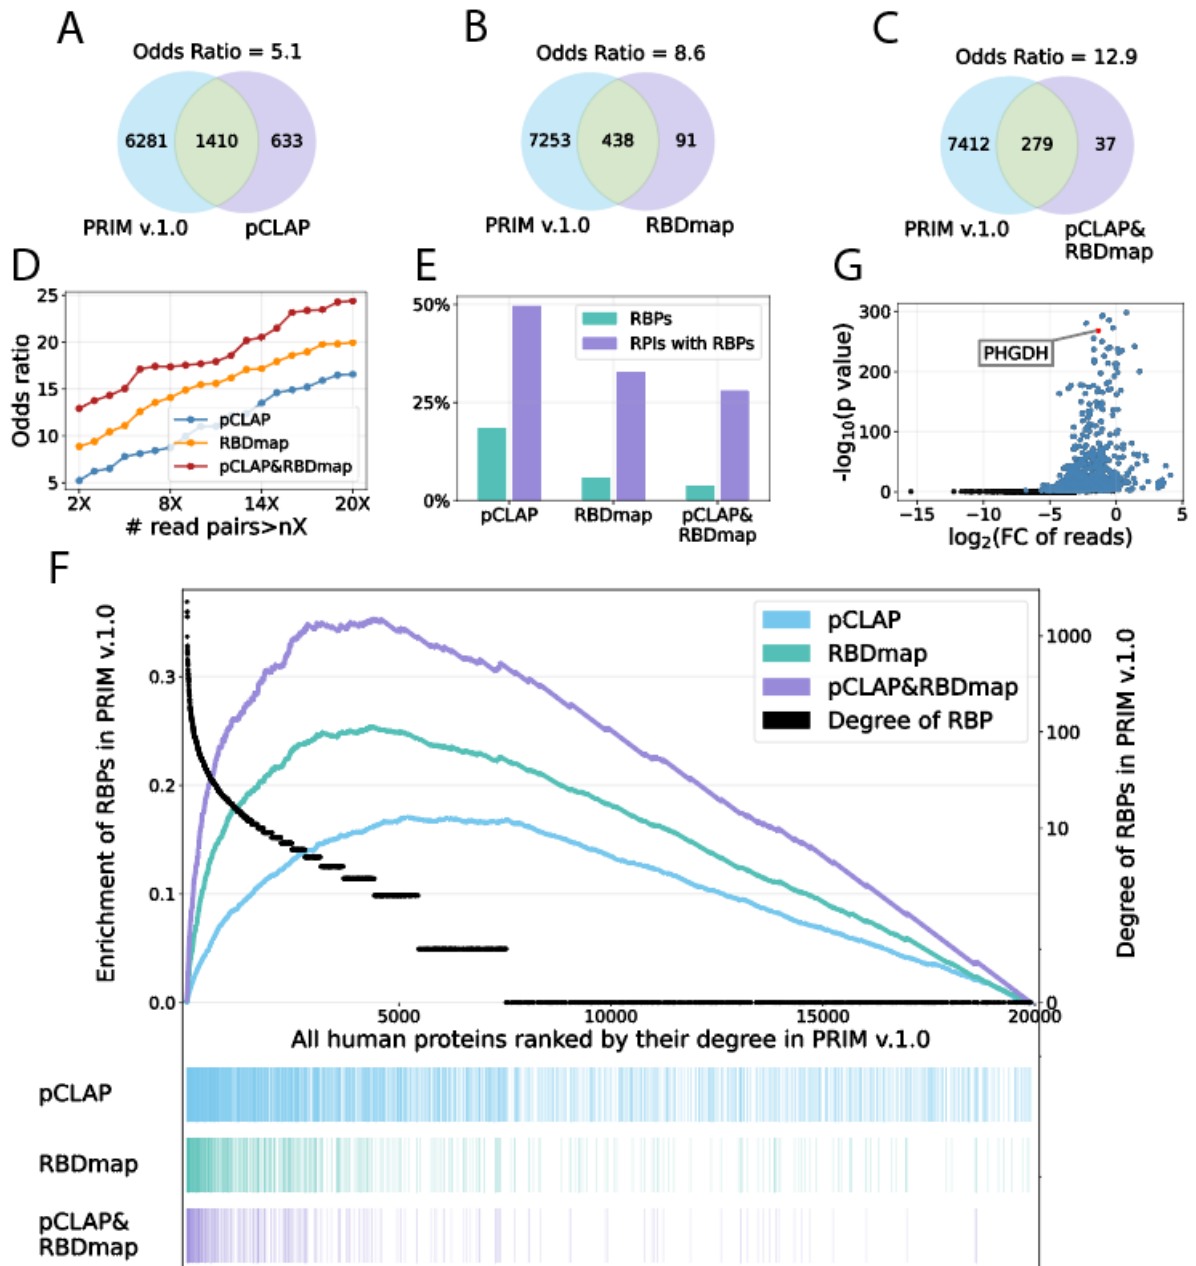 A
Odds Ratio = 5.1
6281
1410
633
PRIM v.1.0
pCLAP
B
Odds Ratio = 8.6
7253
438
91
PRIM v.1.0
RBDmap
C
Odds Ratio = 12.9
7412
279
37
PRIM v.1.0
pCLAP&
RBDmap
D
Odds ratio
25
20
15
10
5
pCLAP
RBDmap
pCLAP&RBDmap
2X 8X 14X 20X
# read pairs>nX
E
50%
25%
0%
RBPs
RPIs with RBPs
pCLAP RBDmap pCLAP&
RBDmap
G
-log10(p value)
300
200
100
0
PHGDH
−15 −10 −5 0 5
log2(FC of reads)
F
Enrichment of RBPs in PRIM v.1.0
0.3
0.2
0.1
0.0
pCLAP
RBDmap
pCLAP&RBDmap
Degree of RBP
1000
100
10
0
Degree of RBPs in PRIM v.1.0
5000 10000 15000 20000
All human proteins ranked by their degree in PRIM v.1.0
pCLAP
RBDmap
pCLAP&
RBDmap